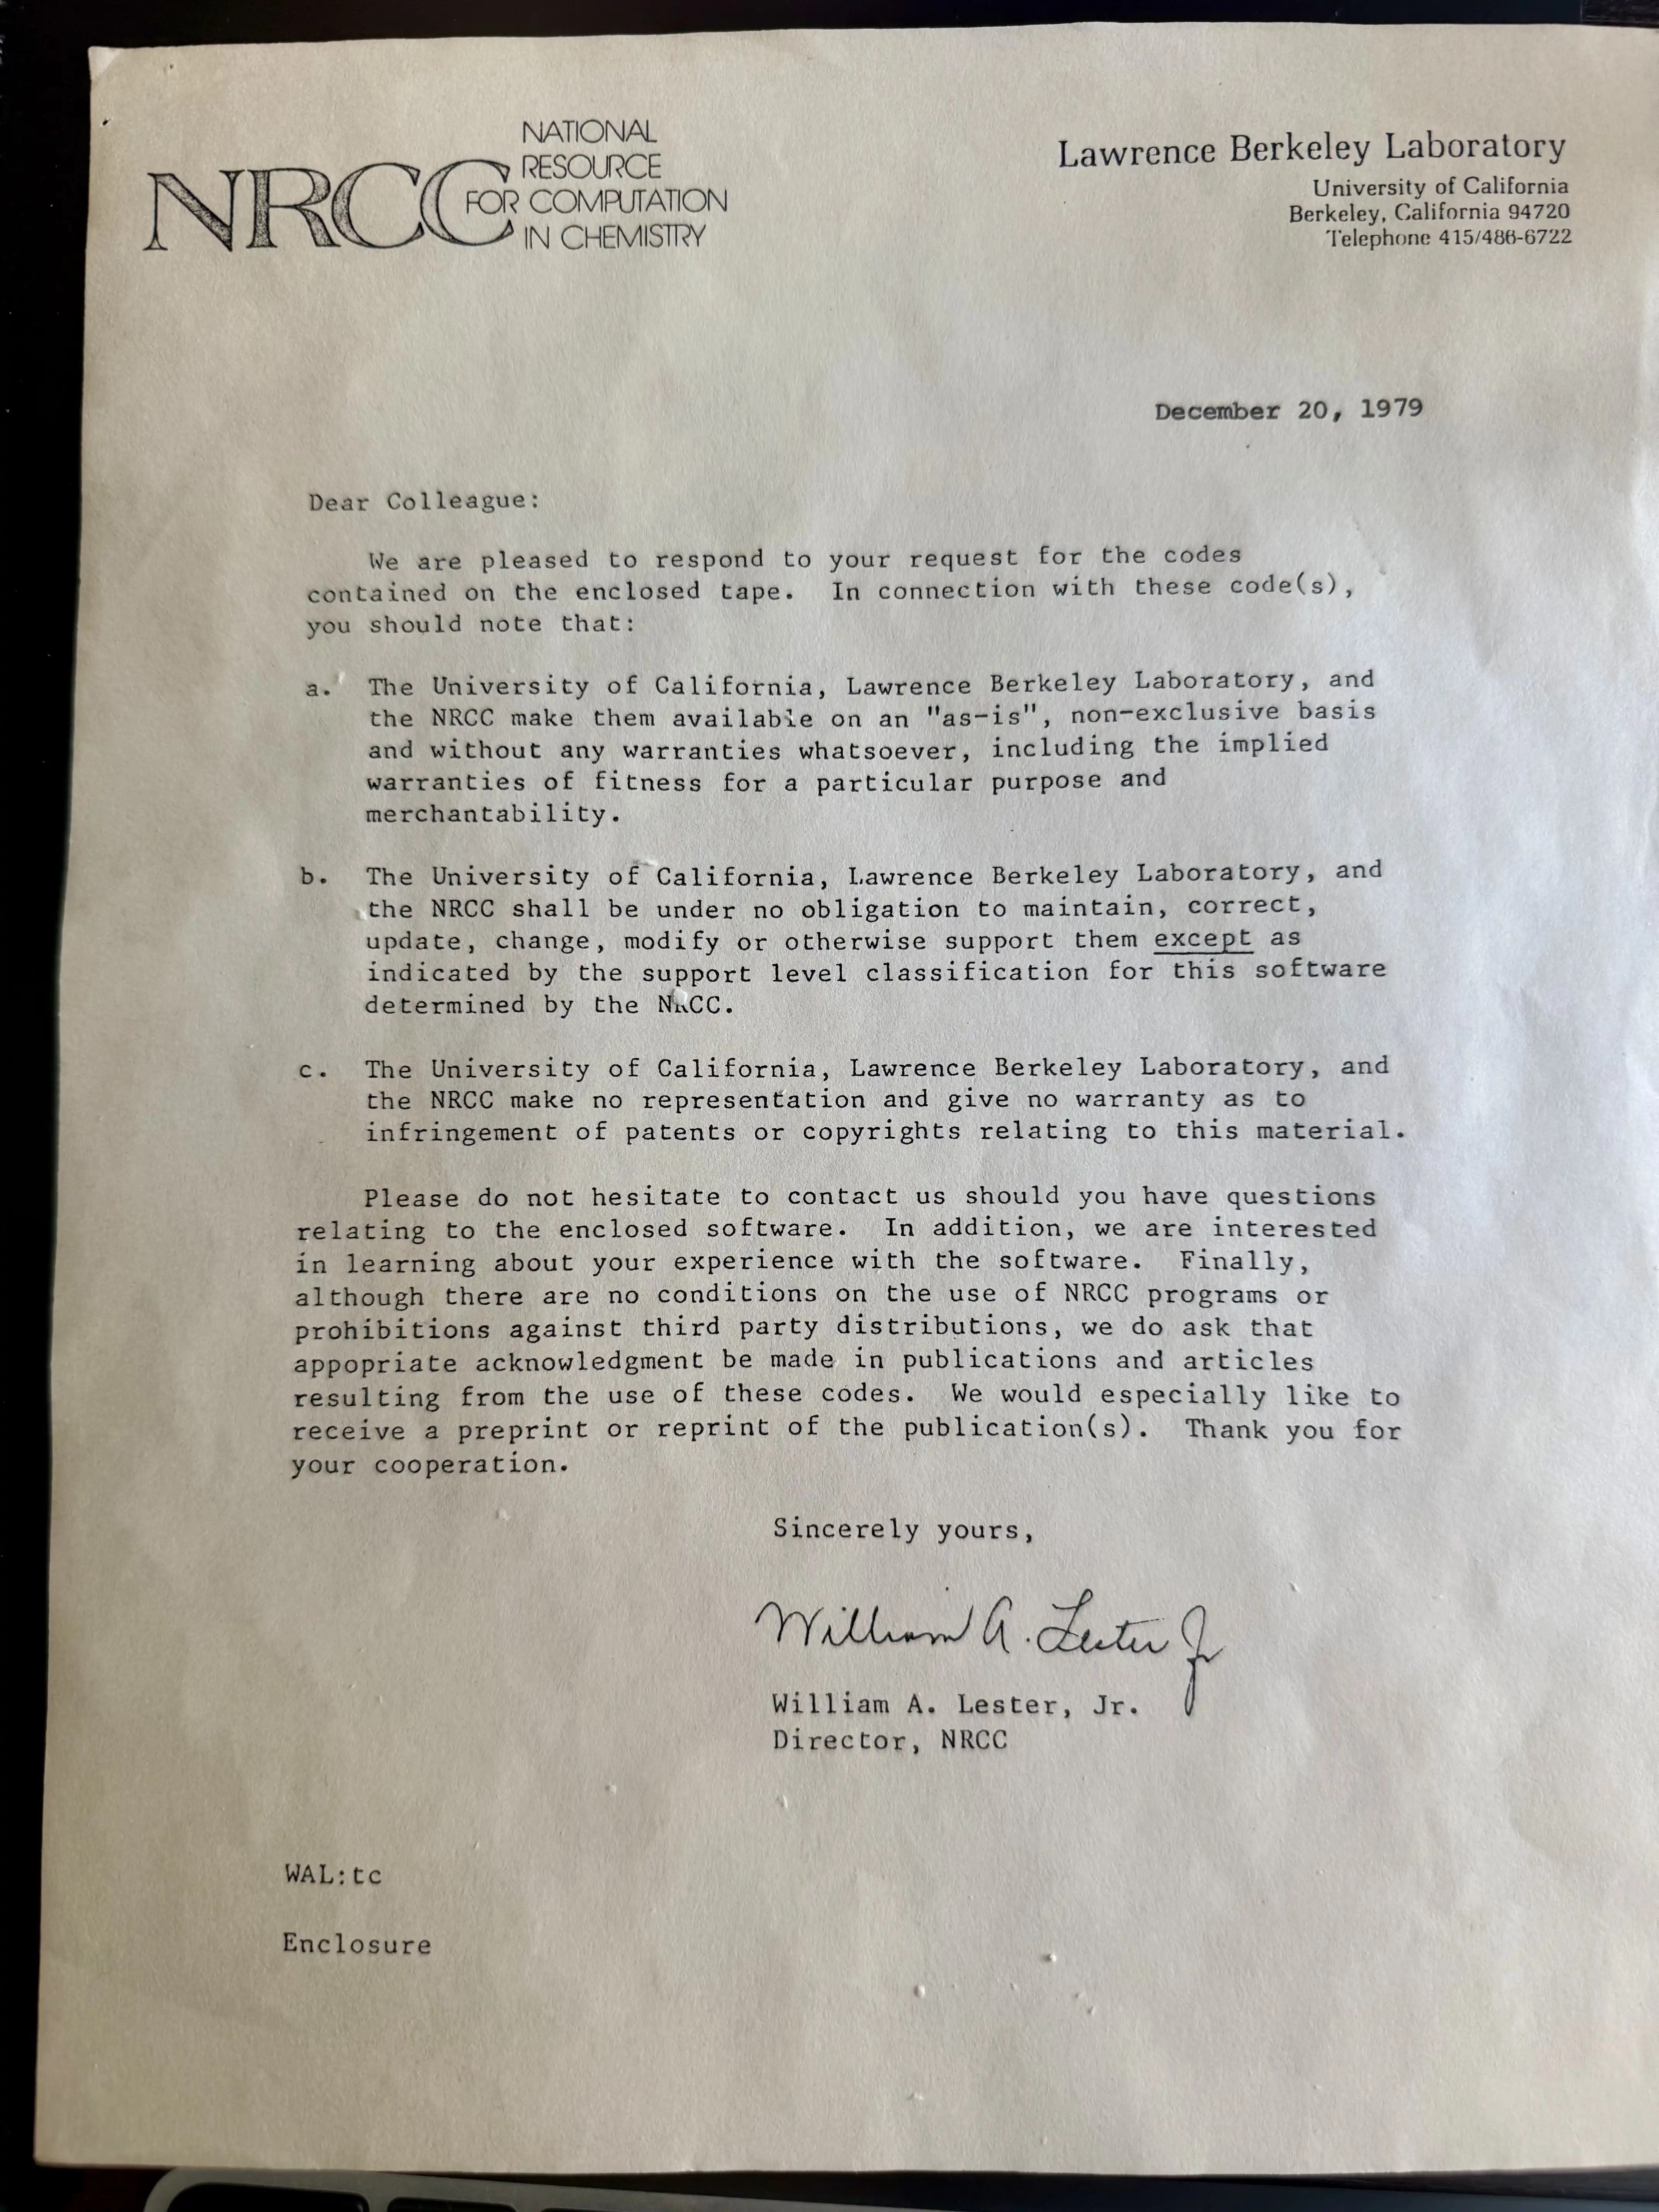 NRCC
NATIONAL
RESOURCE
FOR COMPUTATION
IN CHEMISTRY
Lawrence Berkeley Laboratory
University of California
Berkeley, California 94720
Telephone 415/486-6722
December 20, 1979
Dear Colleague:
We are pleased to respond to your request for the codes
contained on the enclosed tape. In connection with these code(s),
you should note that:
a. The University of California, Lawrence Berkeley Laboratory, and
the NRCC make them available on an "as-is", non-exclusive basis
and without any warranties whatsoever, including the implied
warranties of fitness for a particular purpose and
merchantability.
b. The University of California, Lawrence Berkeley Laboratory, and
the NRCC shall be under no obligation to maintain, correct,
update, change, modify or otherwise support them except as
indicated by the support level classification for this software
determined by the NRCC.
c. The University of California, Lawrence Berkeley Laboratory, and
the NRCC make no representation and give no warranty as to
infringement of patents or copyrights relating to this material.
Please do not hesitate to contact us should you have questions
relating to the enclosed software. In addition, we are interested
in learning about your experience with the software. Finally,
although there are no conditions on the use of NRCC programs or
prohibitions against third party distributions, we do ask that
appopriate acknowledgment be made in publications and articles
resulting from the use of these codes. We would especially like to
receive a preprint or reprint of the publication(s). Thank you for
your cooperation.
Sincerely yours,
William A. Lester Jr
William A. Lester, Jr.
Director, NRCC
WAL:tc
Enclosure